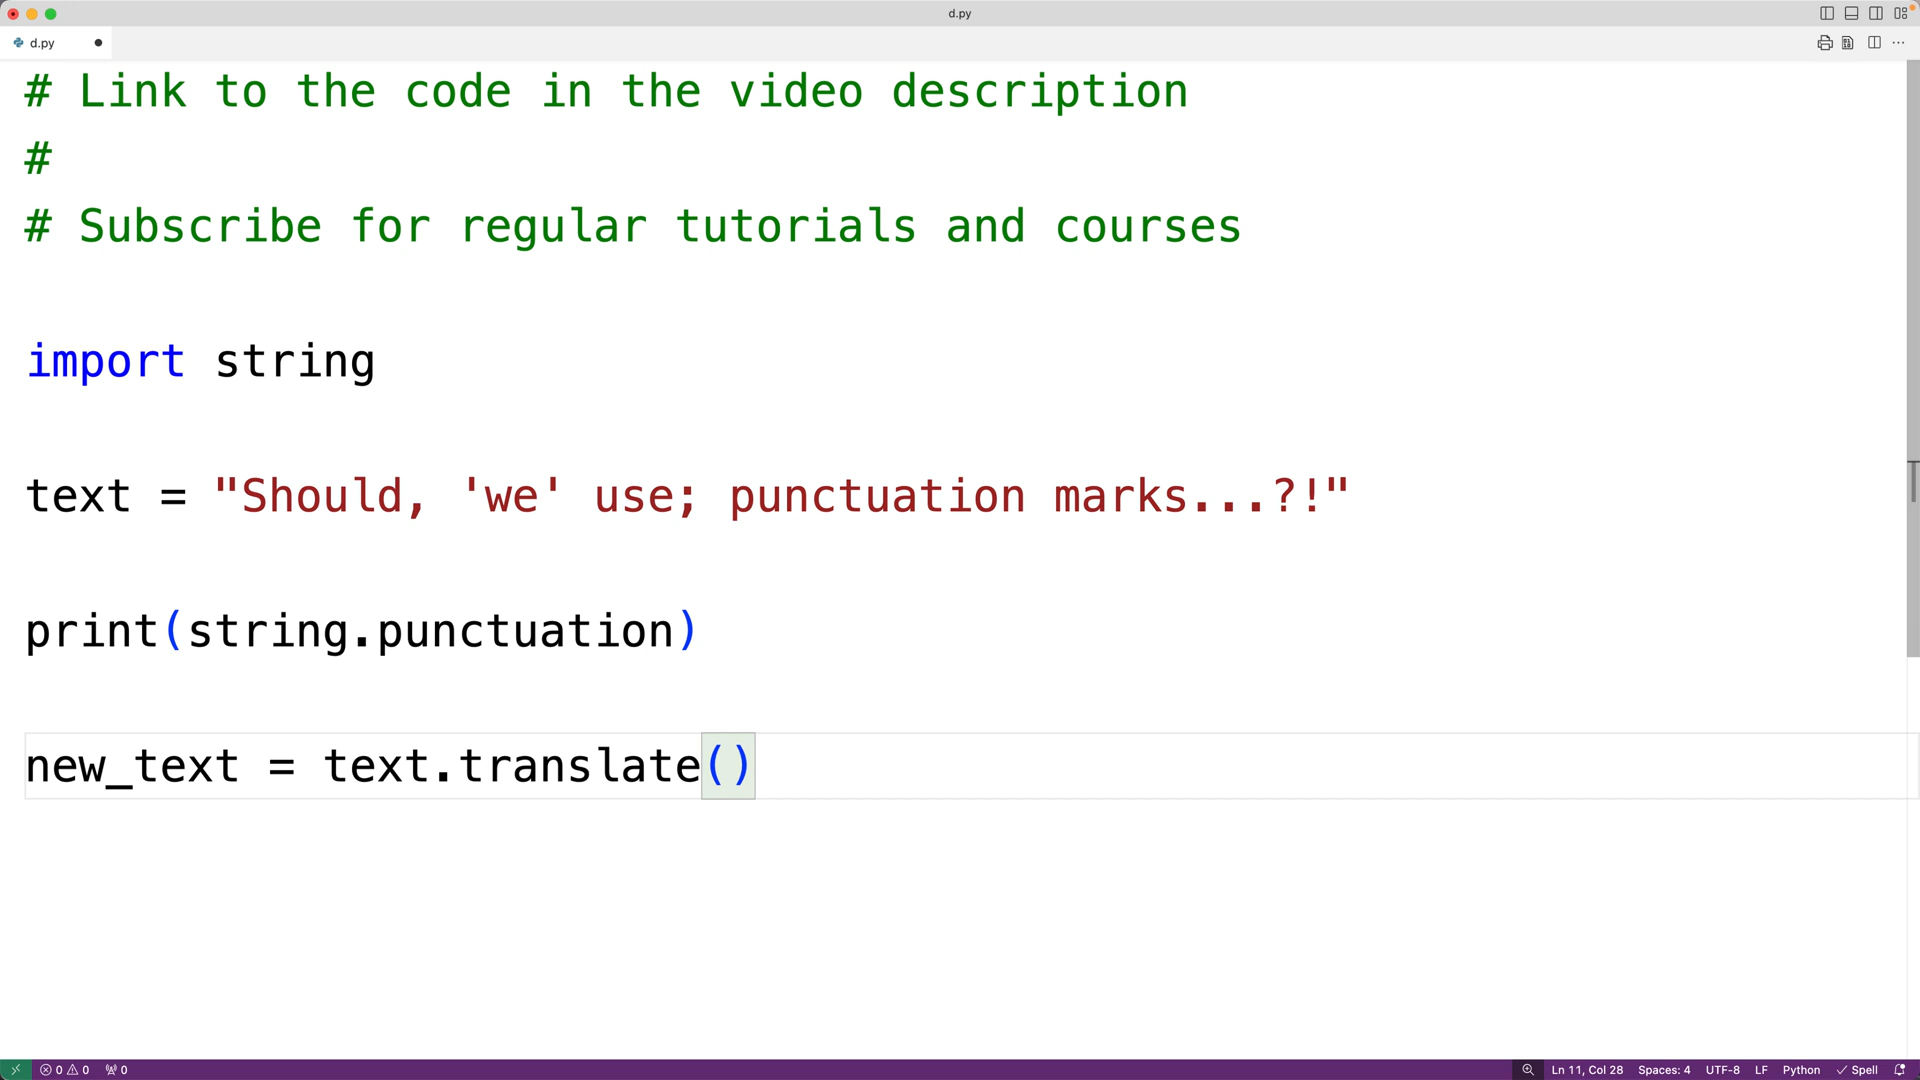 d.py
d.py
# Link to the code in the video description
#
# Subscribe for regular tutorials and courses
import string
text = "Should, 'we' use; punctuation marks...?!"
print(string.punctuation)
new_text = text.translate()
0 0 0 Ln 11, Col 28 Spaces: 4 UTF-8 LF Python Spell